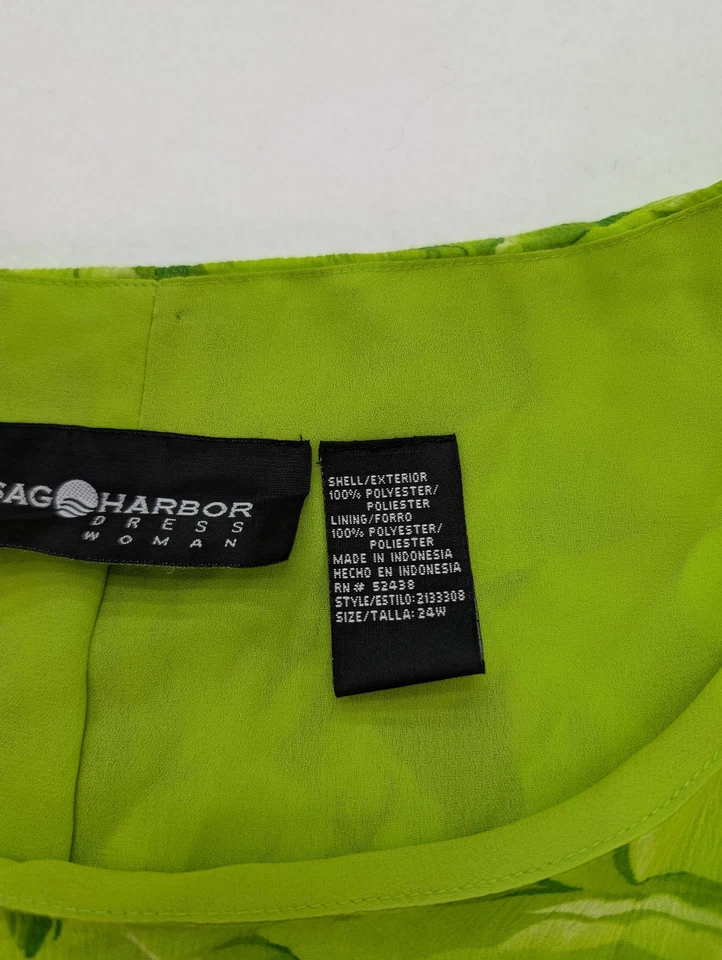 SAG HARBOR
DRESS
WOMAN
SHELL/EXTERIOR
100% POLYESTER/
POLIESTER
LINING/FORRO
100% POLYESTER/
POLIESTER
MADE IN INDONESIA
HECHO EN INDONESIA
RN# 52438
STYLE/ESTILO:2133308
SIZE/TALLA: 24W